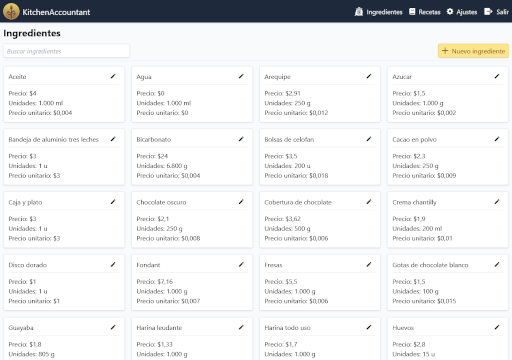 KitchenAccountant
Ingredientes
Recetas
Ajustes
Salir
Ingredientes
Buscar ingredientes
+ Nuevo ingrediente
Aceite
Precio: $4
Unidades: 1.000 ml
Precio unitario: $0,004
Agua
Precio: $0
Unidades: 1.000 ml
Precio unitario: $0
Arequipe
Precio: $2,91
Unidades: 250 g
Precio unitario: $0,012
Azucar
Precio: $1,5
Unidades: 1.000 g
Precio unitario: $0,002
Bandeja de aluminio tres leches
Precio: $3
Unidades: 1 u
Precio unitario: $3
Bicarbonato
Precio: $24
Unidades: 6.800 g
Precio unitario: $0,004
Bolsas de celofan
Precio: $3,5
Unidades: 200 u
Precio unitario: $0,018
Cacao en polvo
Precio: $2,3
Unidades: 250 g
Precio unitario: $0,009
Caja y plato
Precio: $3
Unidades: 1 u
Precio unitario: $3
Chocolate oscuro
Precio: $2,1
Unidades: 250 g
Precio unitario: $0,008
Cobertura de chocolate
Precio: $3,62
Unidades: 500 g
Precio unitario: $0,006
Crema chantilly
Precio: $1,9
Unidades: 200 ml
Precio unitario: $0,01
Disco dorado
Precio: $1
Unidades: 1 u
Precio unitario: $1
Fondant
Precio: $7,16
Unidades: 1.000 g
Precio unitario: $0,007
Fresas
Precio: $5,5
Unidades: 1.000 g
Precio unitario: $0,006
Gotas de chocolate blanco
Precio: $1,5
Unidades: 100 g
Precio unitario: $0,015
Guayaba
Precio: $1,8
Unidades: 805 g
Harina leudante
Precio: $1,33
Unidades: 1.000 g
Harina todo uso
Precio: $1,7
Unidades: 1.000 g
Huevos
Precio: $2,8
Unidades: 15 u